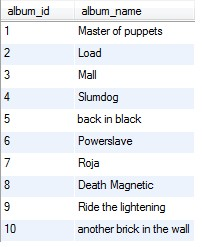 album_id album_name
1 Master of puppets
2 Load
3 Mall
4 Slumdog
5 back in black
6 Powerslave
7 Roja
8 Death Magnetic
9 Ride the lightening
10 another brick in the wall